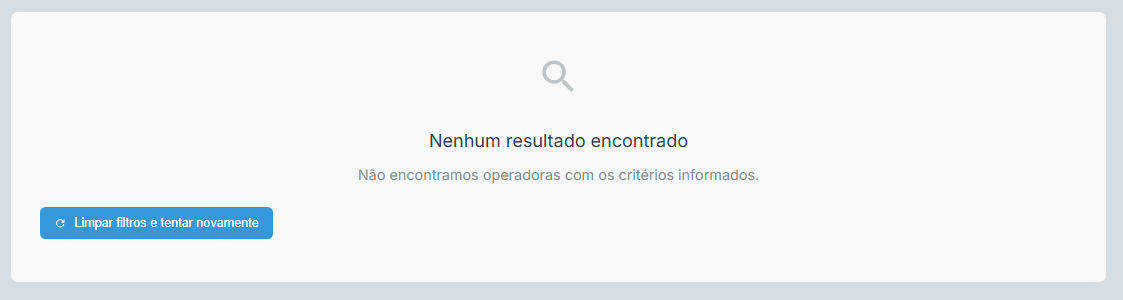 Nenhum resultado encontrado
Não encontramos operadoras com os critérios informados.
Limpar filtros e tentar novamente